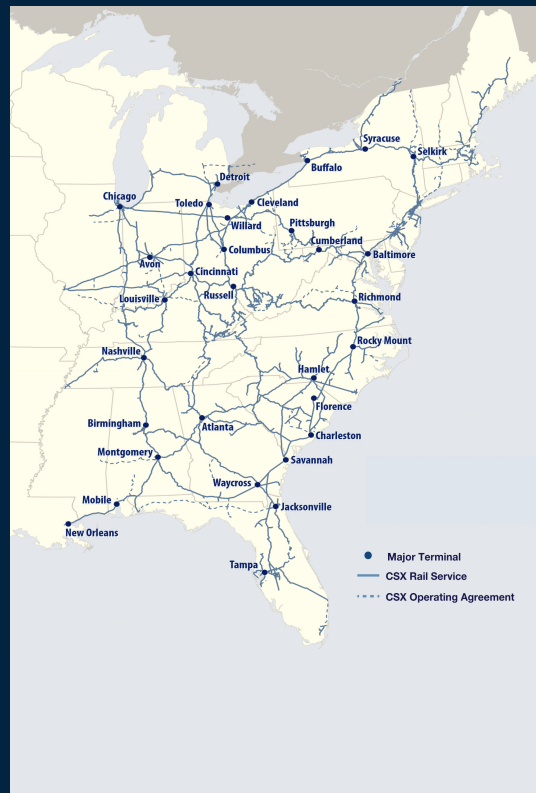 Syracuse
Selkirk
Buffalo
Detroit
Chicago
Toledo
Cleveland
Willard
Pittsburgh
Columbus
Cumberland
Baltimore
Avon
Cincinnati
Louisville
Russell
Richmond
Rocky Mount
Nashville
Hamlet
Florence
Birmingham
Atlanta
Charleston
Montgomery
Savannah
Waycross
Mobile
Jacksonville
New Orleans
Tampa
Major Terminal
CSX Rail Service
CSX Operating Agreement